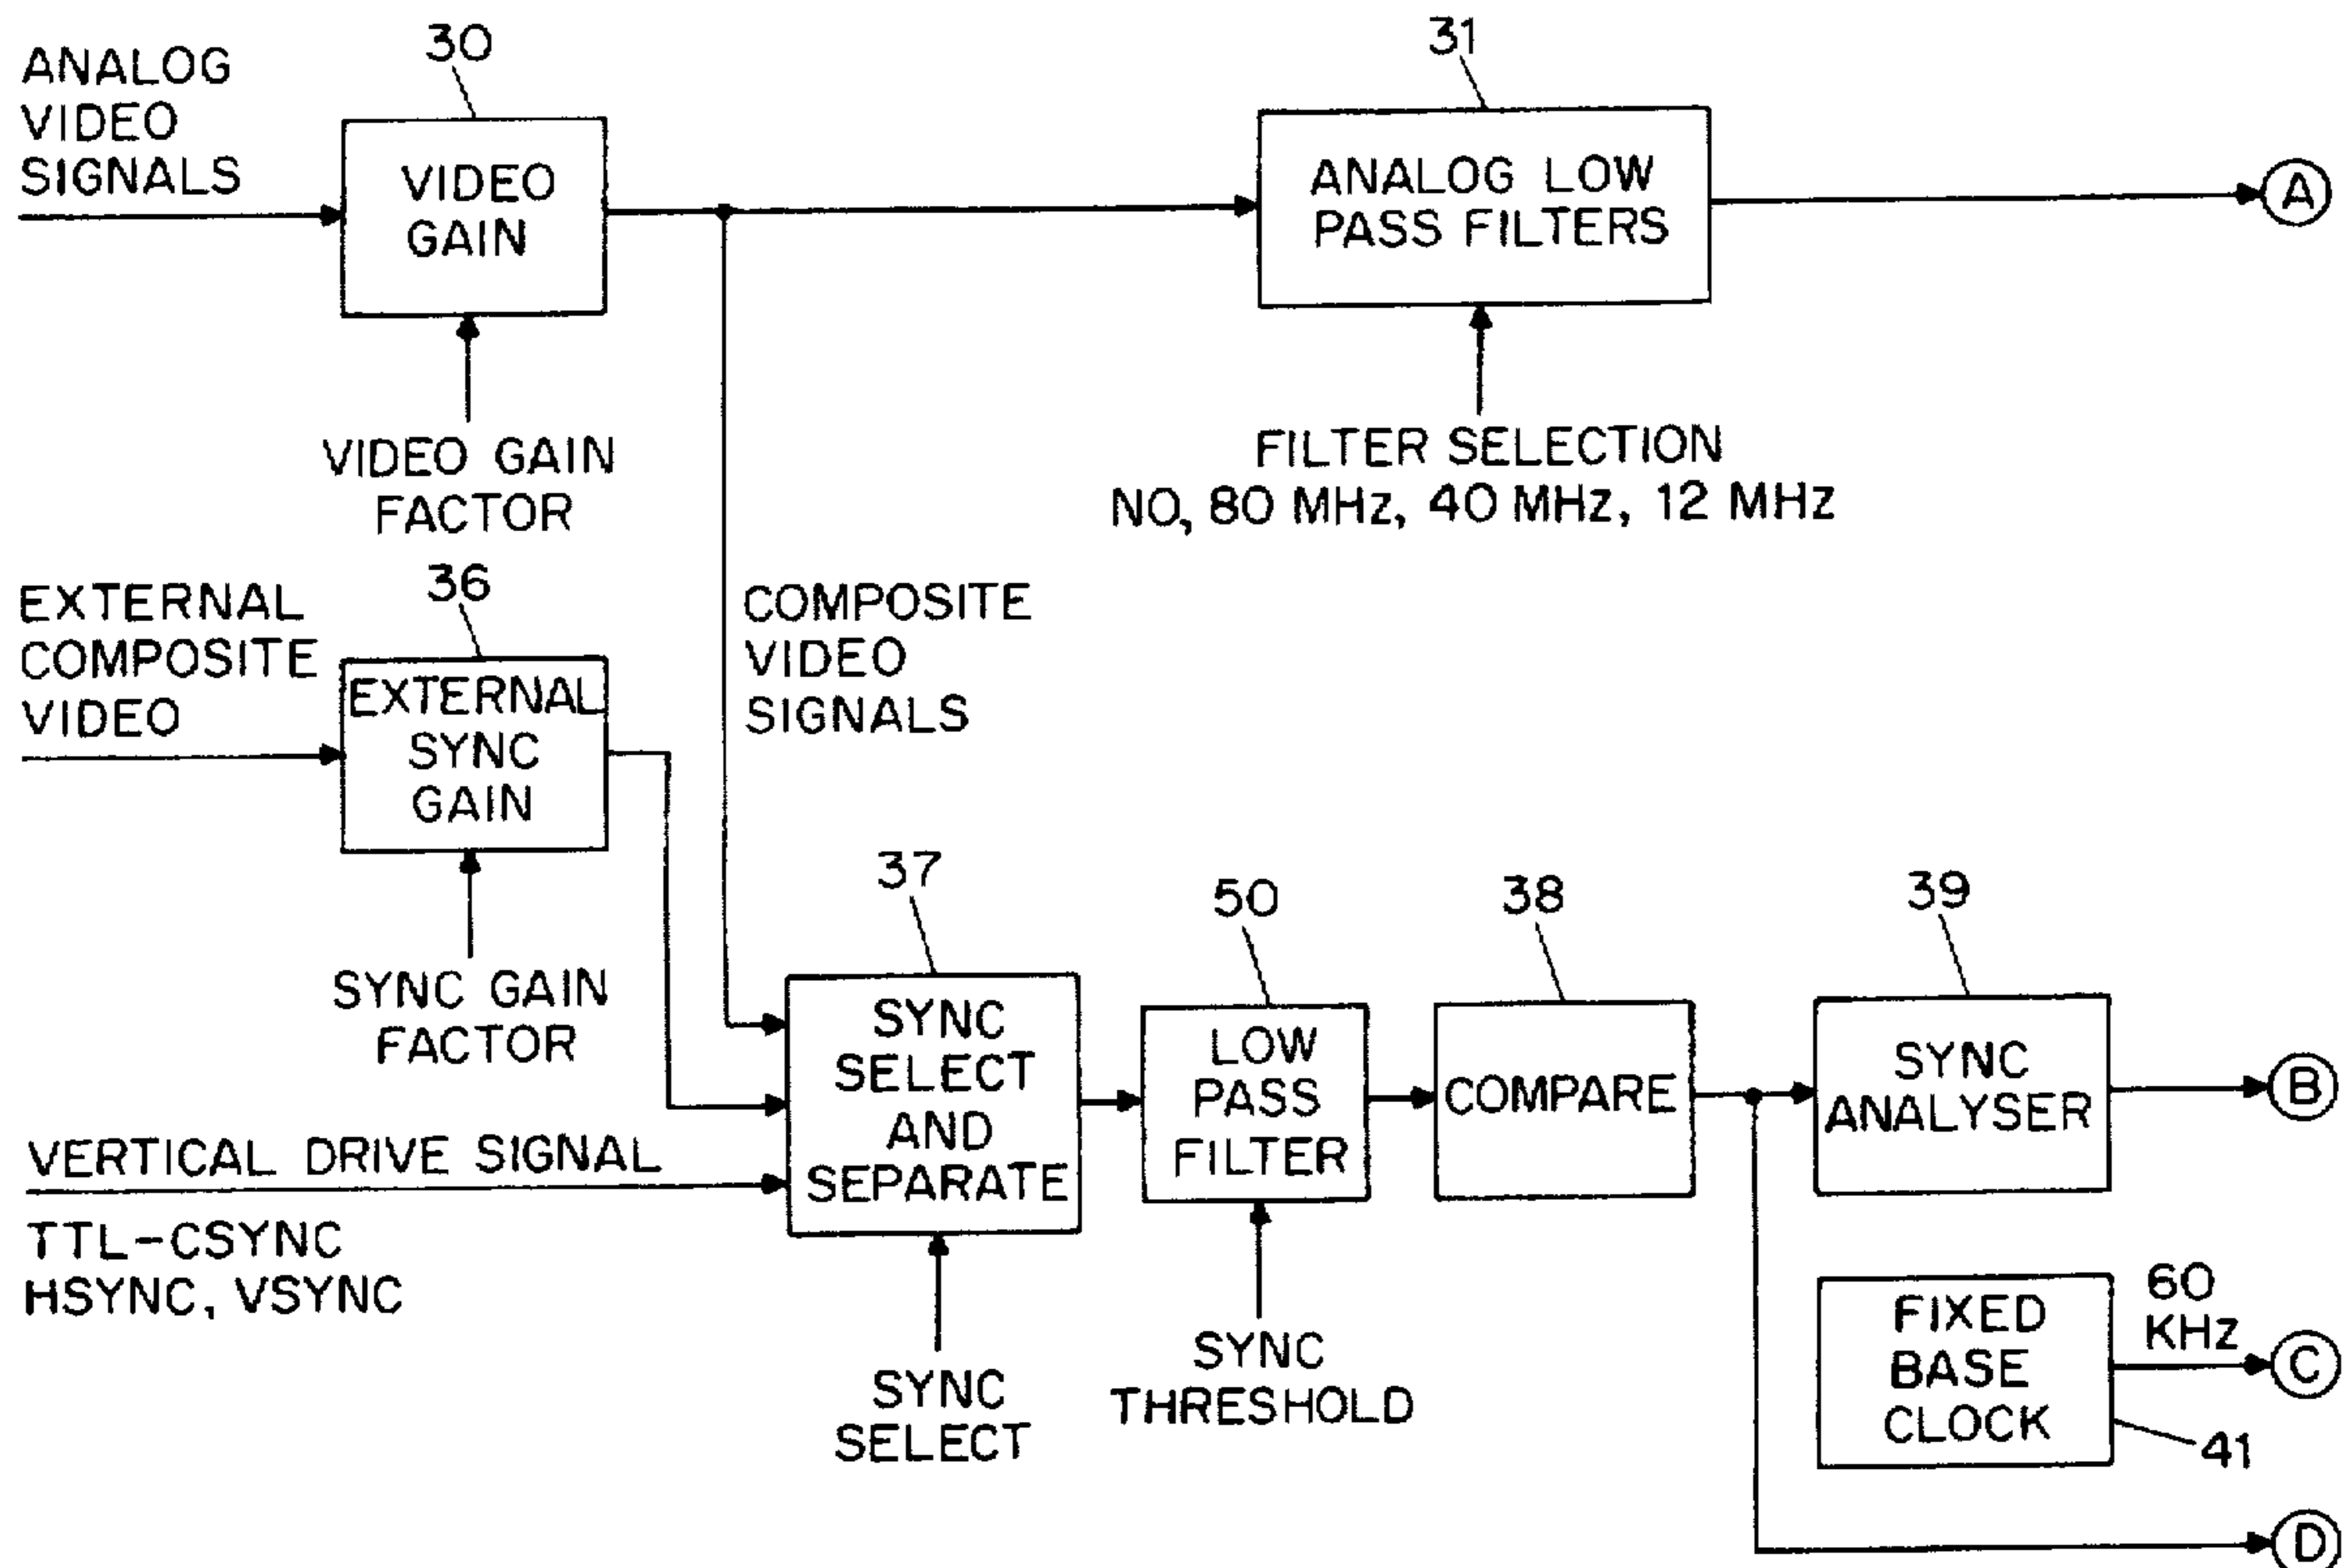 30
31
ANALOG
VIDEO
SIGNALS
VIDEO
GAIN
ANALOG LOW
PASS FILTERS
A
VIDEO GAIN
FACTOR
FILTER SELECTION
NO, 80 MHz, 40 MHz, 12 MHz
EXTERNAL
COMPOSITE
VIDEO
36
EXTERNAL
SYNC
GAIN
COMPOSITE
VIDEO
SIGNALS
SYNC GAIN
FACTOR
37
50
38
39
SYNC
SELECT
AND
SEPARATE
LOW
PASS
FILTER
COMPARE
SYNC
ANALYSER
B
VERTICAL DRIVE SIGNAL
TTL-CSYNC
HSYNC, VSYNC
SYNC
SELECT
SYNC
THRESHOLD
FIXED
BASE
CLOCK
60
KHz
C
41
D